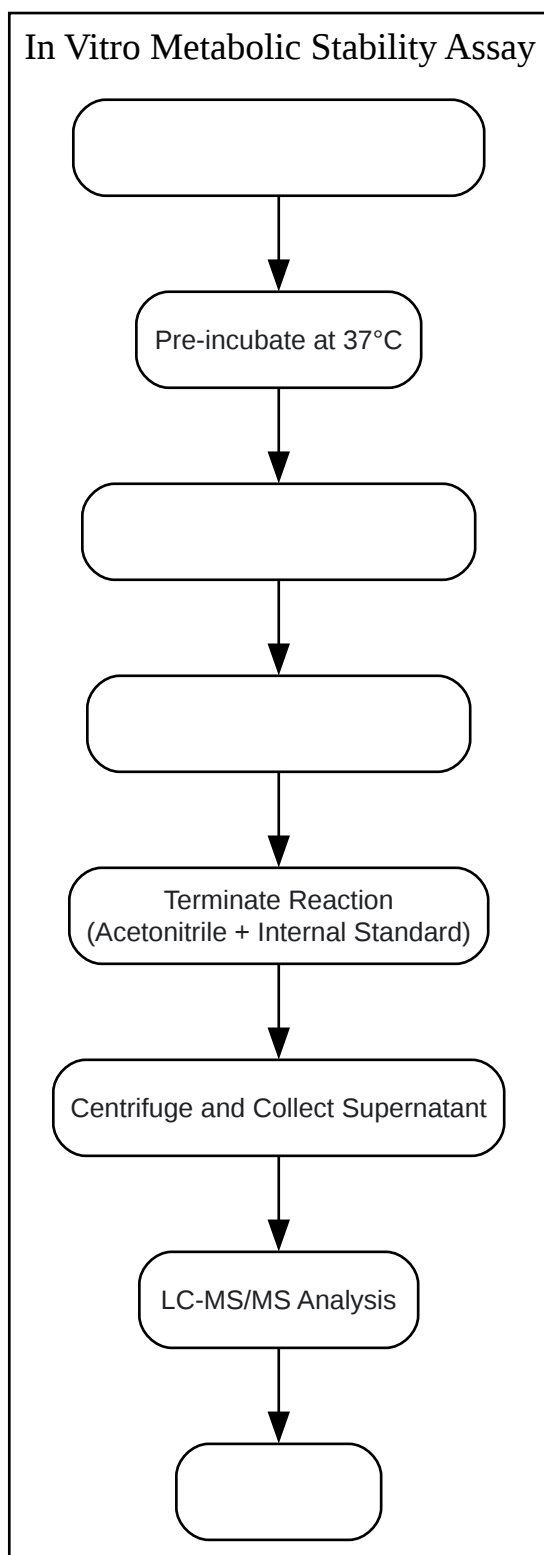 In Vitro Metabolic Stability Assay
Pre-incubate at 37°C
Terminate Reaction
(Acetonitrile + Internal Standard)
Centrifuge and Collect Supernatant
LC-MS/MS Analysis